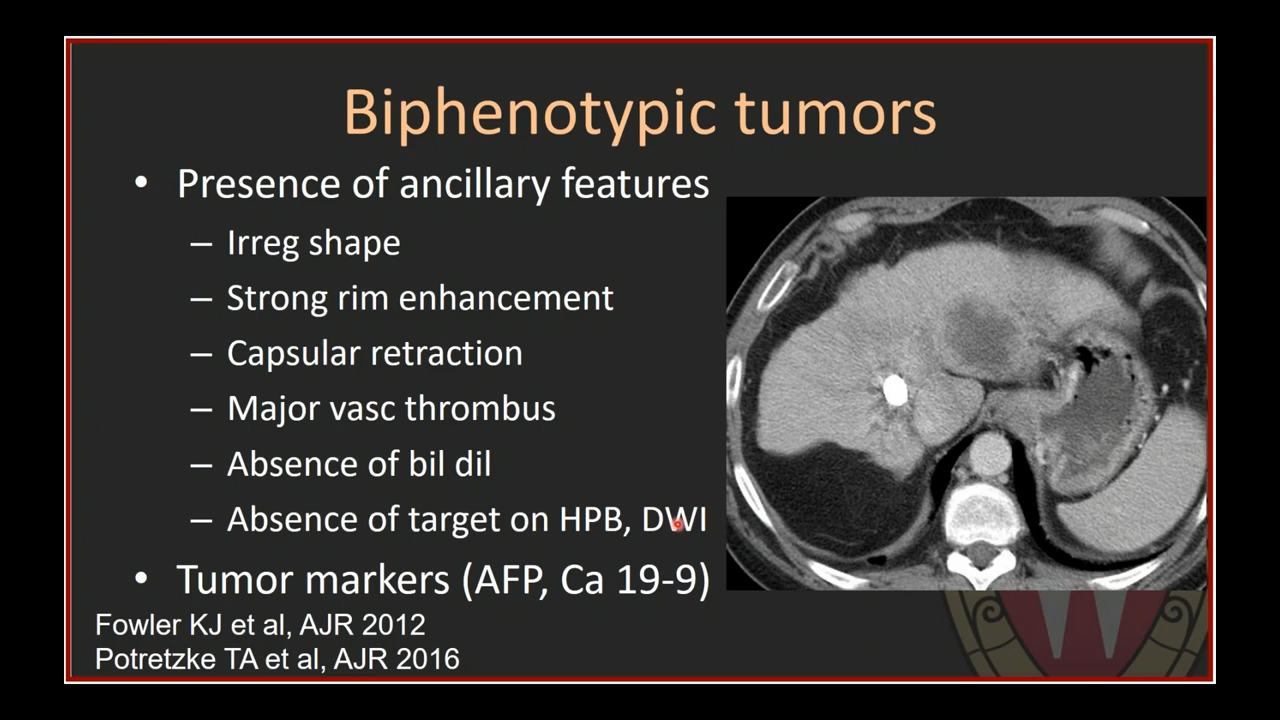 Biphenotypic tumors
• Presence of ancillary features
– Irreg shape
– Strong rim enhancement
– Capsular retraction
– Major vasc thrombus
– Absence of bil dil
– Absence of target on HPB, DWI
• Tumor markers (AFP, Ca 19-9)
Fowler KJ et al, AJR 2012
Potretzke TA et al, AJR 2016
W